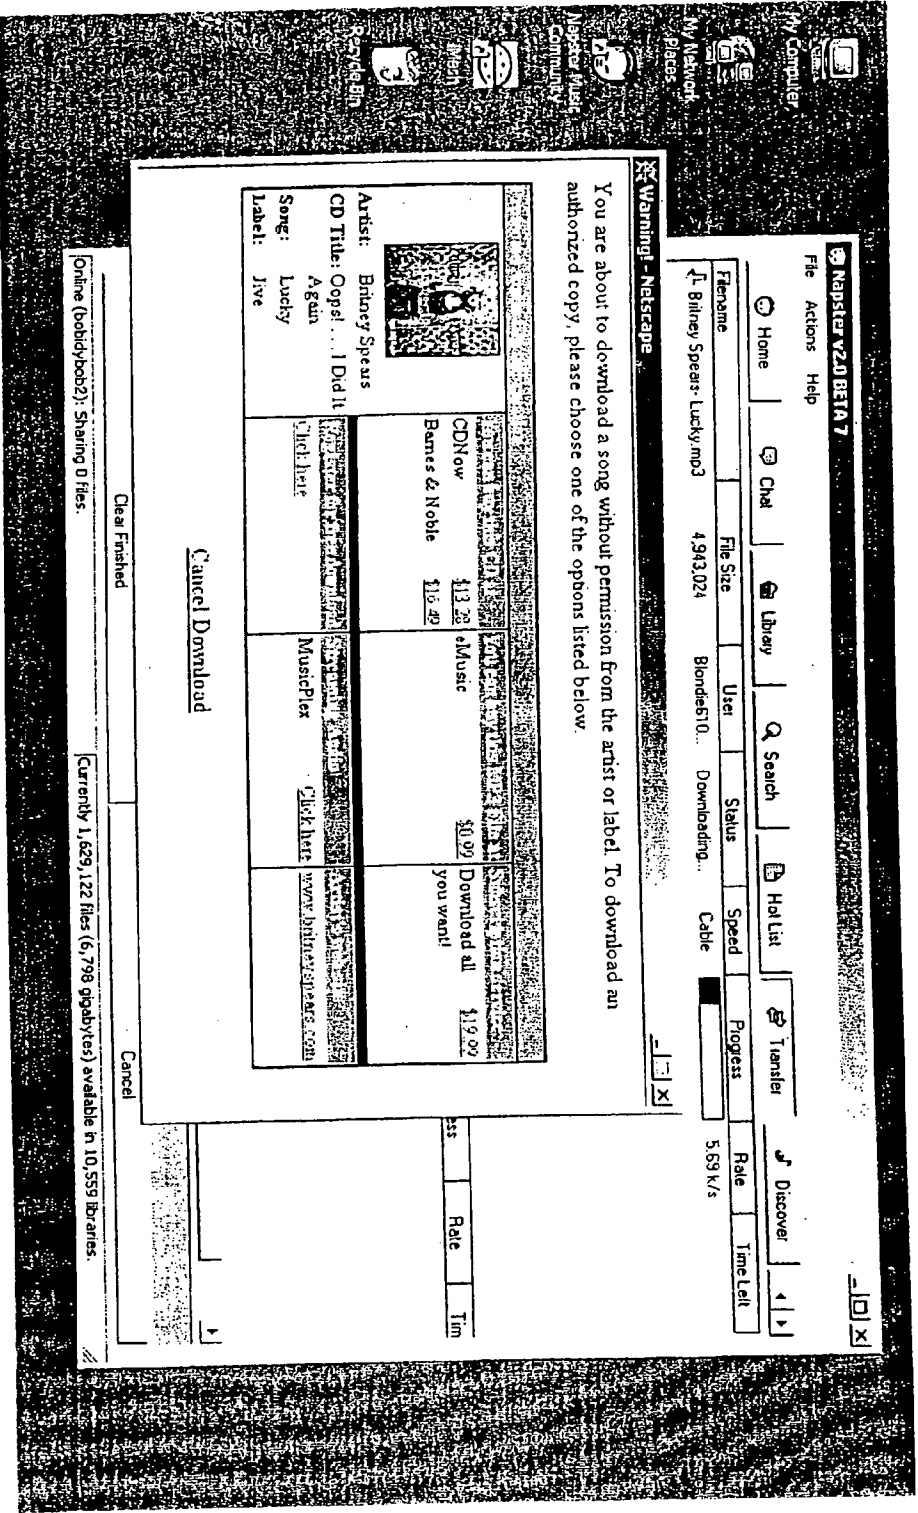 My Computer
My Network
Places
Napster Music
Community
Recycle Bin
Napster v2.0 BETA 7
File Actions Help
Home Chat Library Search Hot List Transfer Discover
Filename File Size User Status Speed Progress Rate Time Left
Britney Spears- Lucky.mp3 4,943,024 Blondie610... Downloading... Cable 5.69 k/s
Warning! - Netscape
You are about to download a song without permission from the artist or label. To download an
authorized copy, please choose one of the options listed below.
Artist: Britney Spears
CD Title: Oops! ... I Did It
Again
Song: Lucky
Label: Jive
CDNow
Barnes & Noble $16.49
eMusic $0.99
Download all $19.99
you want!
Click here
MusicPlex Click here
www.britneyspears.com
Cancel Download
ess Rate Tim
Clear Finished Cancel
Online (bobidybob2): Sharing 0 files. Currently 1,629,122 files (6,798 gigabytes) available in 10,559 libraries.